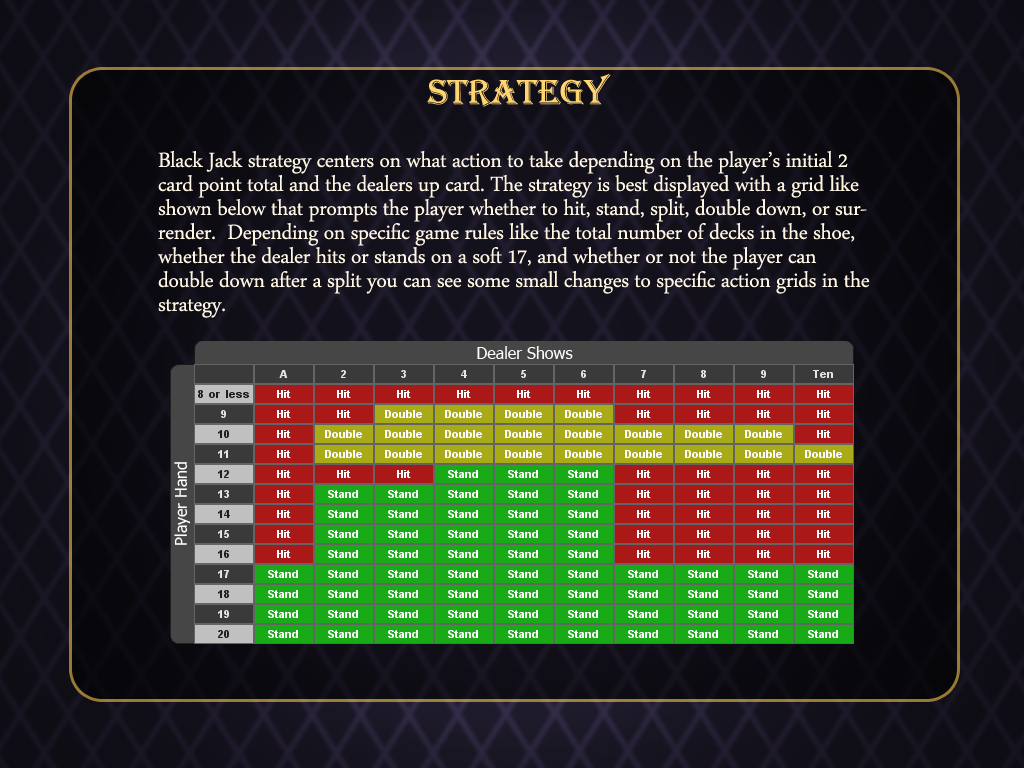 STRATEGY
Black Jack strategy centers on what action to take depending on the player's initial 2
card point total and the dealers up card. The strategy is best displayed with a grid like
shown below that prompts the player whether to hit, stand, split, double down, or sur-
render.  Depending on specific game rules like the total number of decks in the shoe,
whether the dealer hits or stands on a soft 17, and whether or not the player can
double down after a split you can see some small changes to specific action grids in the
strategy.
Dealer Shows
A 2 3 4 5 6 7 8 9 Ten
Player Hand
8 or less Hit Hit Hit Hit Hit Hit Hit Hit Hit Hit
9 Hit Hit Double Double Double Double Hit Hit Hit Hit
10 Hit Double Double Double Double Double Double Double Double Hit
11 Hit Double Double Double Double Double Double Double Double Double
12 Hit Hit Hit Stand Stand Stand Hit Hit Hit Hit
13 Hit Stand Stand Stand Stand Stand Hit Hit Hit Hit
14 Hit Stand Stand Stand Stand Stand Hit Hit Hit Hit
15 Hit Stand Stand Stand Stand Stand Hit Hit Hit Hit
16 Hit Stand Stand Stand Stand Stand Hit Hit Hit Hit
17 Stand Stand Stand Stand Stand Stand Stand Stand Stand Stand
18 Stand Stand Stand Stand Stand Stand Stand Stand Stand Stand
19 Stand Stand Stand Stand Stand Stand Stand Stand Stand Stand
20 Stand Stand Stand Stand Stand Stand Stand Stand Stand Stand